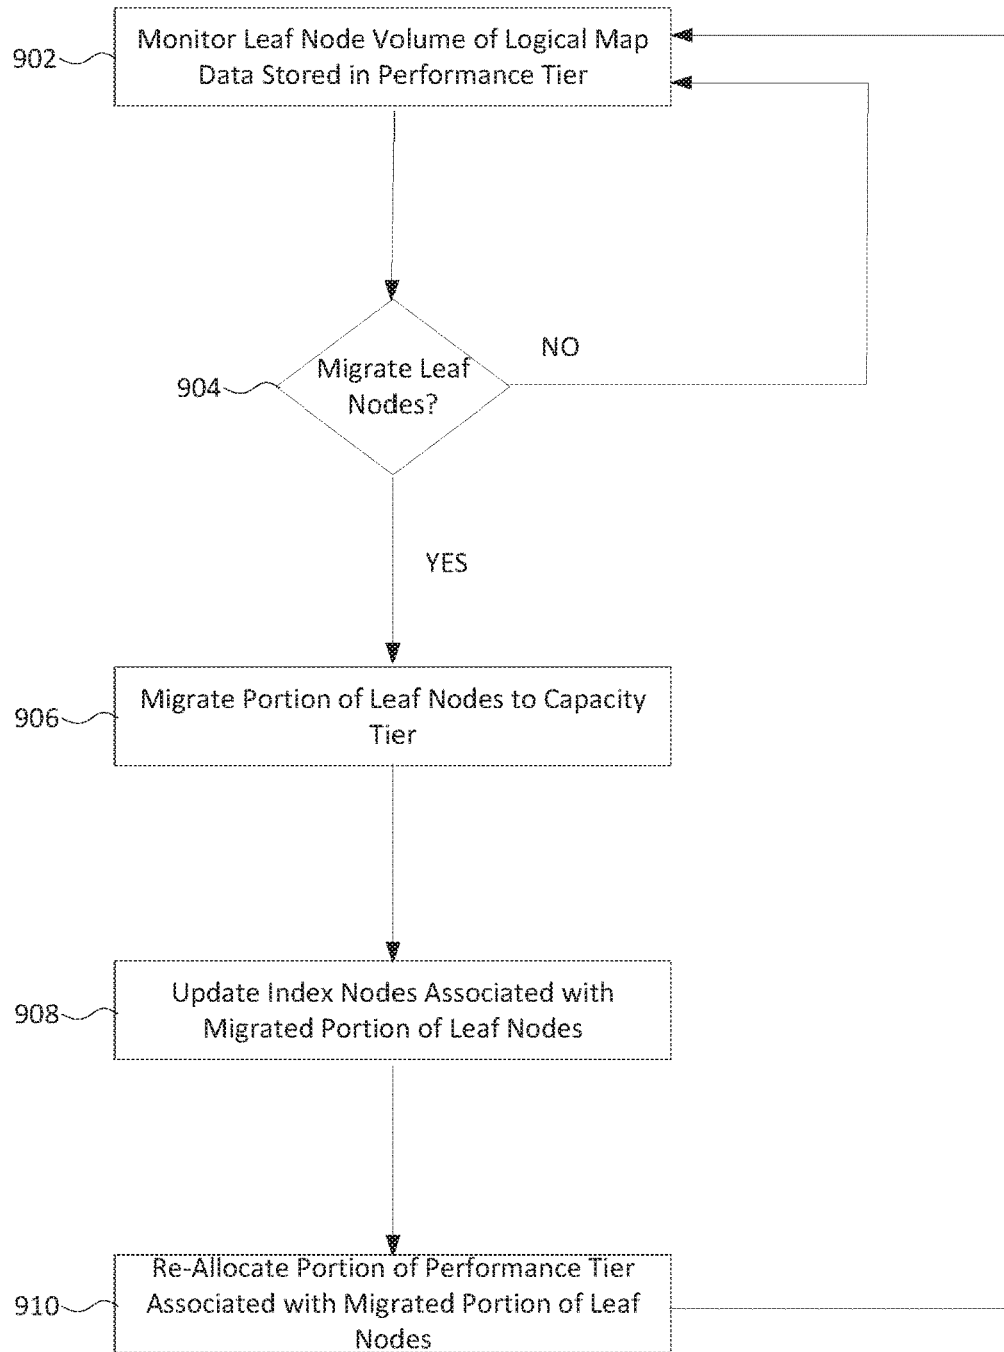 902
Monitor Leaf Node Volume of Logical Map
Data Stored in Performance Tier
904
Migrate Leaf
Nodes?
NO
YES
906
Migrate Portion of Leaf Nodes to Capacity
Tier
908
Update Index Nodes Associated with
Migrated Portion of Leaf Nodes
910
Re-Allocate Portion of Performance Tier
Associated with Migrated Portion of Leaf
Nodes